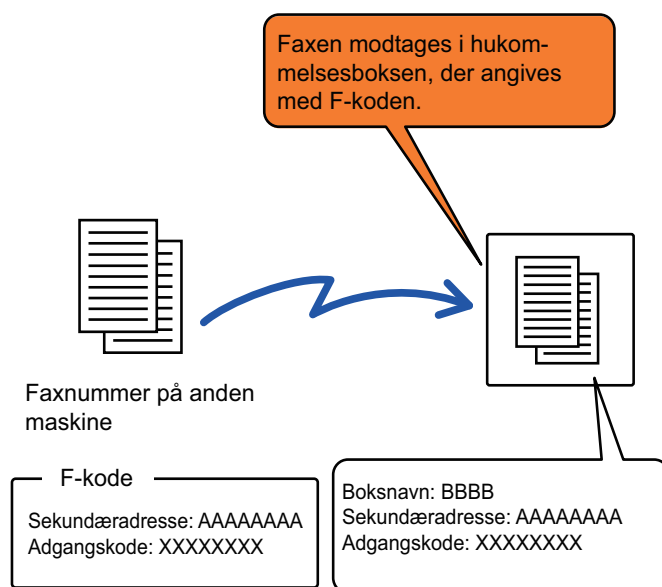 Faxen modtages i hukom-
melsesboksen, der angives
med F-koden.
Faxnummer på anden
maskine
F-kode
Sekundæradresse: AAAAAAAA
Adgangskode: XXXXXXXX
Boksnavn: BBBB
Sekundæradresse: AAAAAAAA
Adgangskode: XXXXXXXX